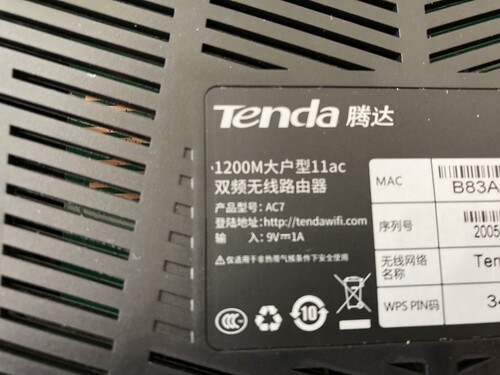 Tenda 腾达
1200M大户型11ac
双频无线路由器
产品型号: AC7
登陆地址:http://tendawifi.com
输 入: 9V⎓1A
仅适用于非热带气候条件下安全使用
MAC
B83A
序列号
2005
无线网络
名称
Ten
WPS PIN码
34
10